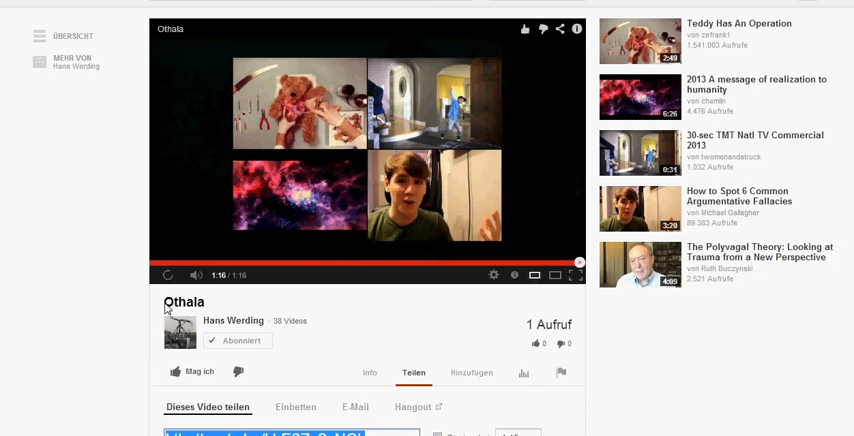 ÜBERSICHT
MEHR VON
Hans Werding
Othala
1:16 / 1:16
Othala
Hans Werding · 38 Videos
Abonniert
1 Aufruf
0 0
Mag ich
Info Teilen Hinzufügen
Dieses Video teilen Einbetten E-Mail Hangout
Teddy Has An Operation
von zefrank1
1.541.003 Aufrufe
2:49
2013 A message of realization to
humanity
von chemlin
4.476 Aufrufe
6:26
30-sec TMT Natl TV Commercial
2013
von twomenandatruck
1.032 Aufrufe
0:31
How to Spot 6 Common
Argumentative Fallacies
von Michael Gallagher
89.383 Aufrufe
3:20
The Polyvagal Theory: Looking at
Trauma from a New Perspective
von Ruth Buczynski
2.521 Aufrufe
4:09